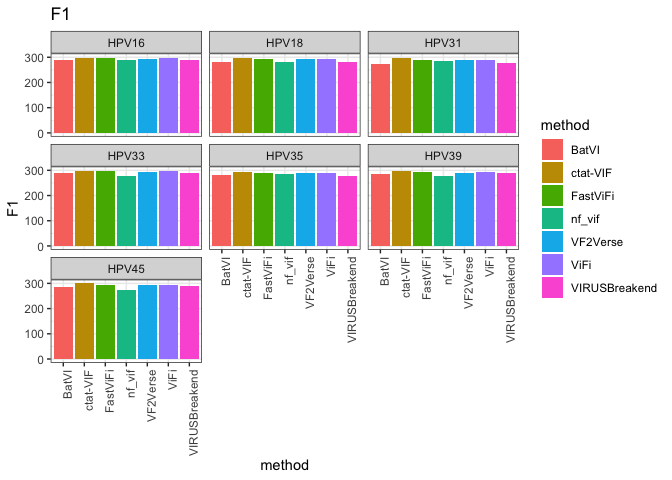 F1
HPV16 HPV18 HPV31
300
200
100
0
HPV33 HPV35 HPV39
300
200
100
0
HPV45
300
200
100
0
F1
BatVI ctat-VIF FastViFi nf_vif VF2Verse ViFi VIRUSBreakend
BatVI ctat-VIF FastViFi nf_vif VF2Verse ViFi VIRUSBreakend
BatVI ctat-VIF FastViFi nf_vif VF2Verse ViFi VIRUSBreakend
method
method
BatVI
ctat-VIF
FastViFi
nf_vif
VF2Verse
ViFi
VIRUSBreakend